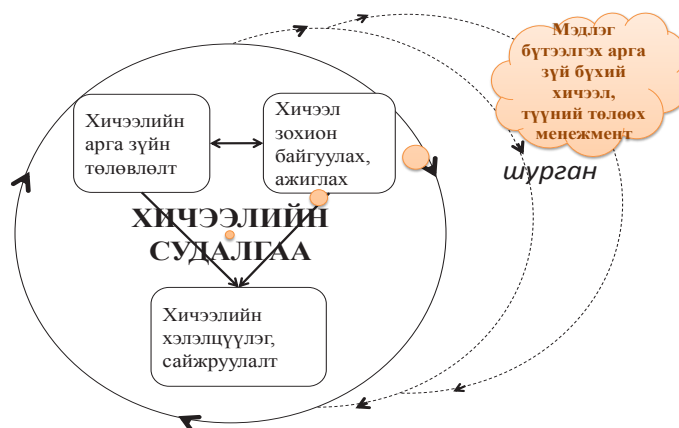 Мэдлэг
бүтээлгэх арга
зүй бүхий
хичээл,
түүний төлөөх
менежмент
Хичээлийн
арга зүйн
төлөвлөлт
Хичээл
зохион
байгуулах,
ажиглах
шурган
ХИЧЭЭЛИЙН
СУДАЛГАА
Хичээлийн
хэлэлцүүлэг,
сайжруулалт